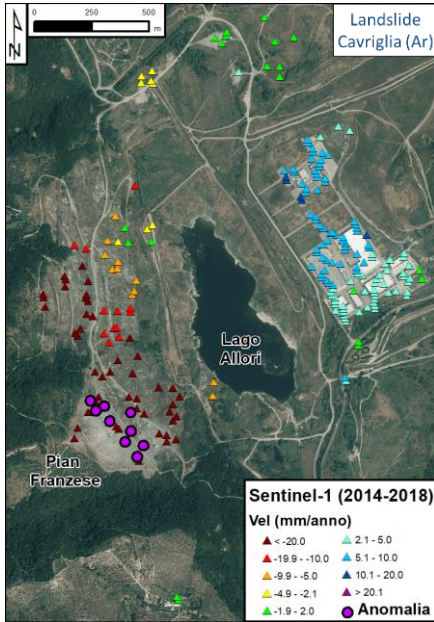 0 250 500
m
N
Landslide
Cavriglia (Ar)
Lago
Allori
Pian
Franzese
Sentinel-1 (2014-2018)
Vel (mm/anno)
< -20.0
-19.9 - -10.0
-9.9 - -5.0
-4.9 - -2.1
-1.9 - 2.0
2.1 - 5.0
5.1 - 10.0
10.1 - 20.0
> 20.1
Anomalia